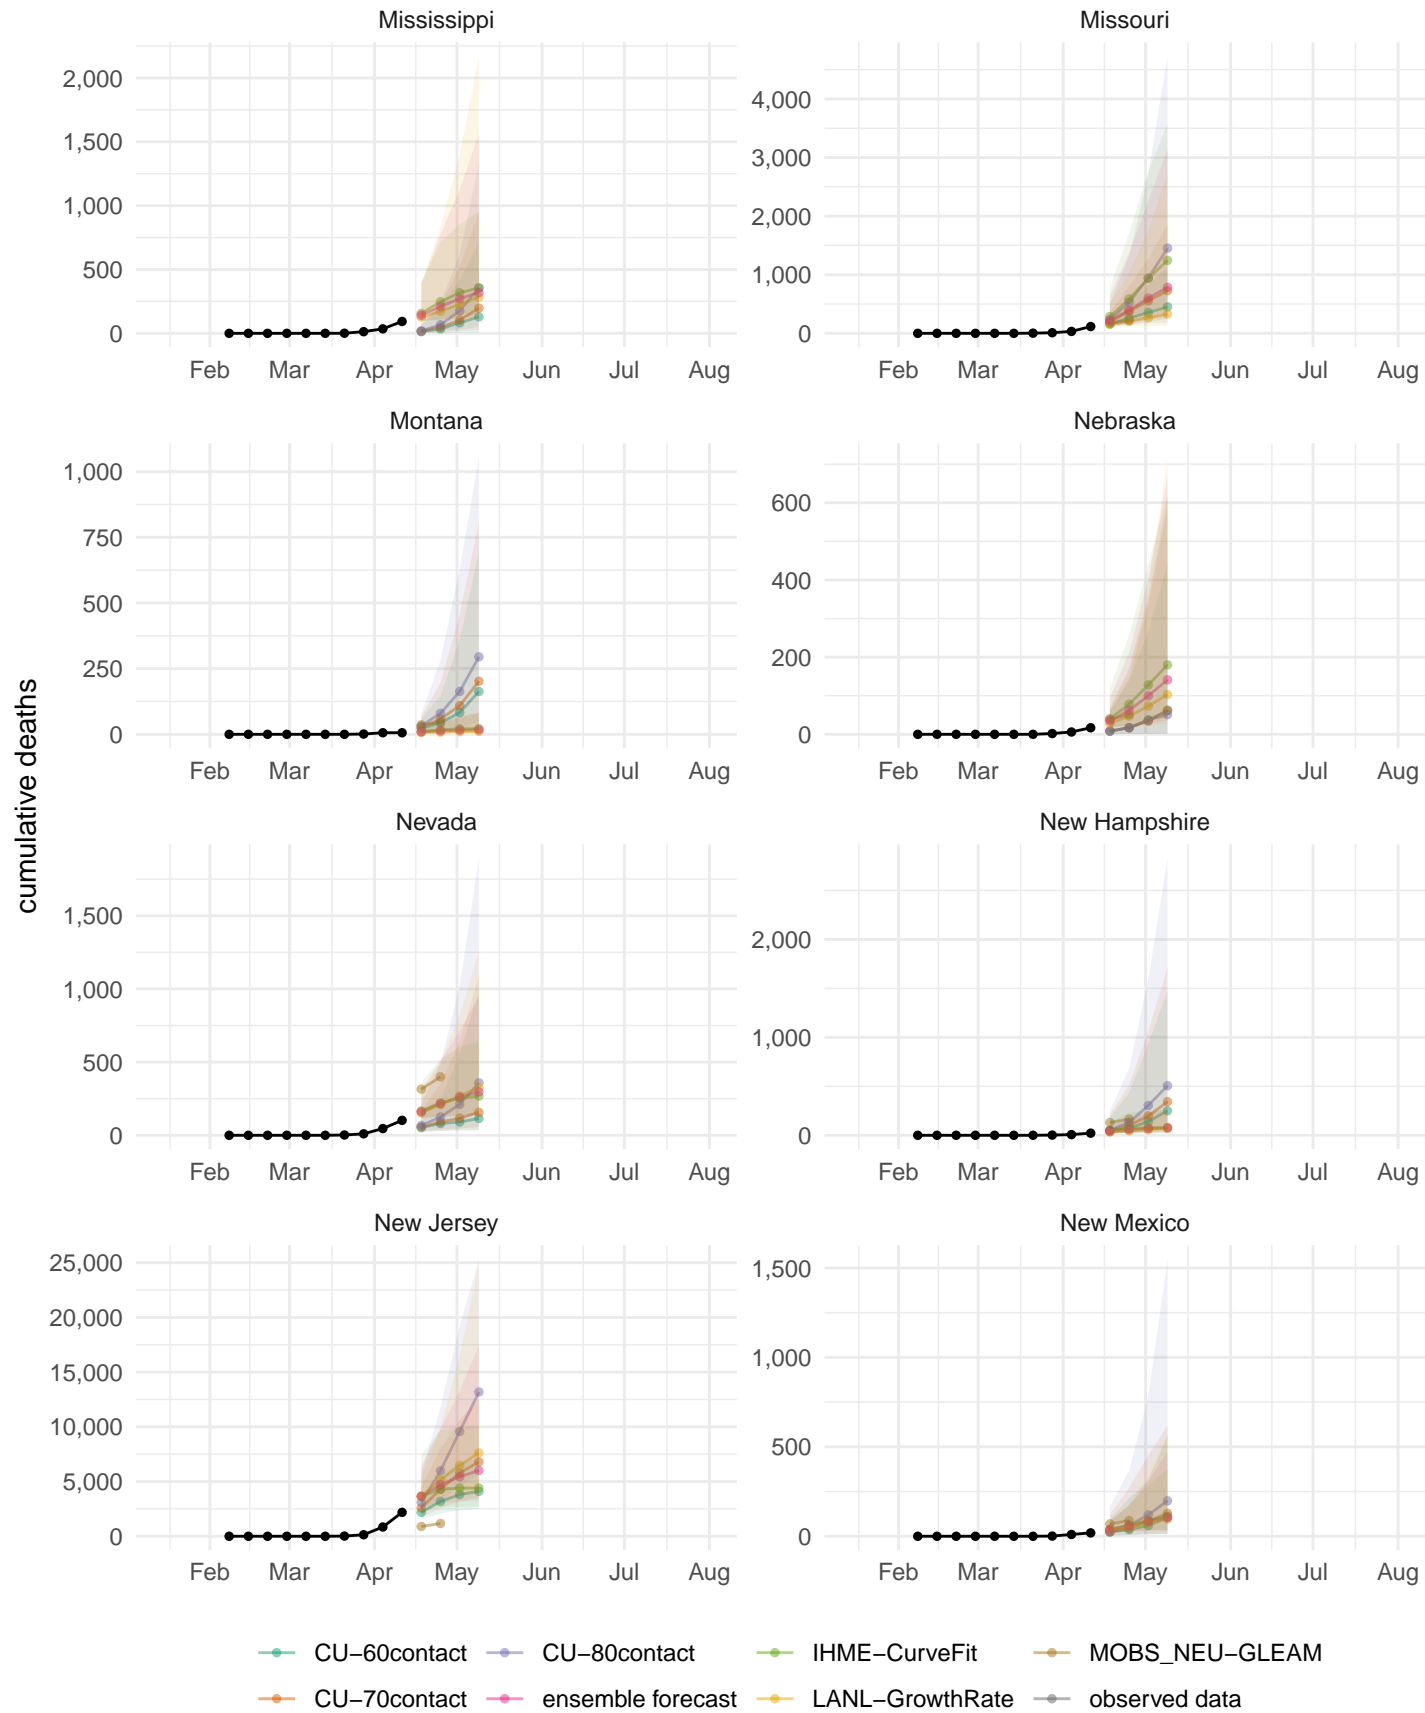 Mississippi
Missouri
2,000
1,500
1,000
500
0
4,000
3,000
2,000
1,000
0
Feb Mar Apr May Jun Jul Aug
Feb Mar Apr May Jun Jul Aug
Montana
Nebraska
1,000
750
500
250
0
600
400
200
0
Feb Mar Apr May Jun Jul Aug
Feb Mar Apr May Jun Jul Aug
cumulative deaths
Nevada
New Hampshire
1,500
1,000
500
0
2,000
1,000
0
Feb Mar Apr May Jun Jul Aug
Feb Mar Apr May Jun Jul Aug
New Jersey
New Mexico
25,000
20,000
15,000
10,000
5,000
0
1,500
1,000
500
0
Feb Mar Apr May Jun Jul Aug
Feb Mar Apr May Jun Jul Aug
CU−60contact CU−80contact IHME−CurveFit MOBS_NEU−GLEAM
CU−70contact ensemble forecast LANL−GrowthRate observed data